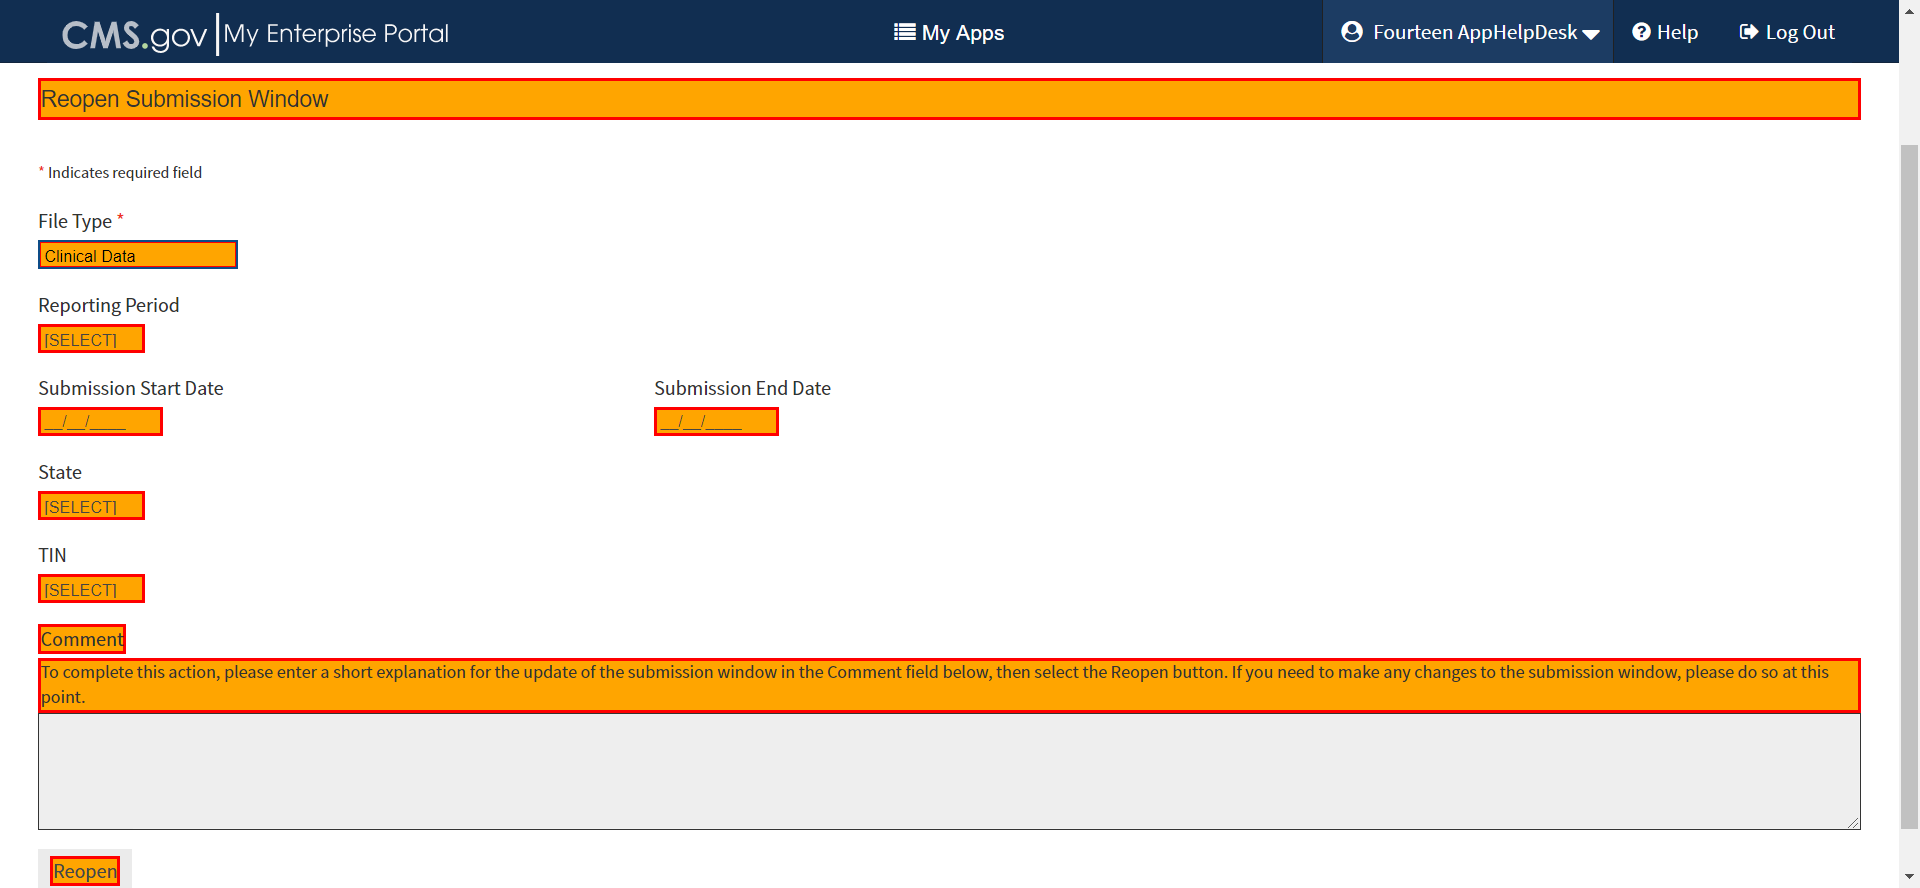 CMS.gov My Enterprise Portal
My Apps
Fourteen AppHelpDesk
Help
Log Out
Reopen Submission Window
* Indicates required field
File Type *
Clinical Data
Reporting Period
[SELECT]
Submission Start Date
Submission End Date
__/__/____
__/__/____
State
[SELECT]
TIN
[SELECT]
Comment
To complete this action, please enter a short explanation for the update of the submission window in the Comment field below, then select the Reopen button. If you need to make any changes to the submission window, please do so at this
point.
Reopen